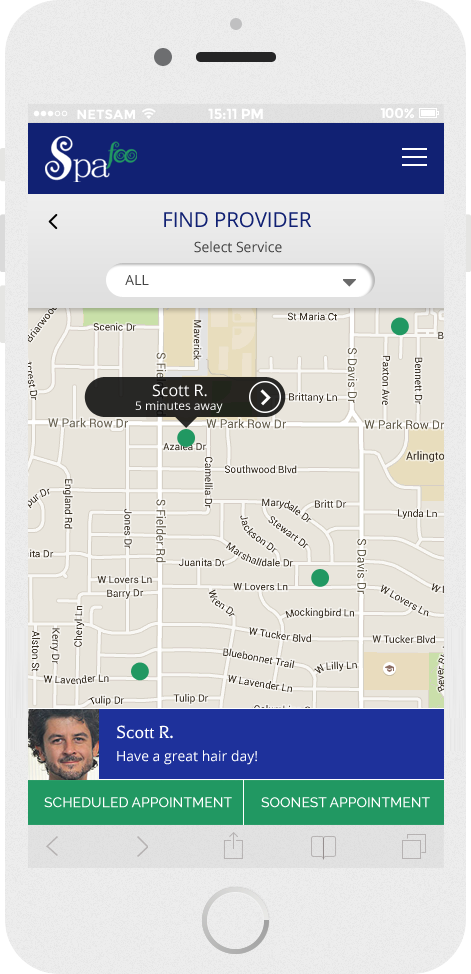 NETSAM 15:11 PM 100%
Spa foo
FIND PROVIDER
Select Service
ALL
Scenic Dr
Maverick
St Maria Ct
S Fielder Rd
S Davis Dr
Paxton Ave
Bennett Dr
Scott R.
5 minutes away
Brittany Ln
W Park Row Dr
W Park Row Dr
W Park Row Dr
Azalea Dr
Camellia Dr
Southwood Blvd
Arlington
England Rd
Jones Dr
S Fielder Rd
Marydale Dr
Britt Dr
Lynda Ln
Jackson Dr
Stewart Dr
Juanita Dr
Marshalldale Dr
S Davis Dr
W Lovers Ln
W Lovers Ln
W Lovers Ln
Barry Dr
Wren Dr
Mockingbird Ln
Alston St
Kerry Dr
Cheryl Ln
W Tucker Blvd
W Tucker Blvd
Bluebonnet Trail
W Lilly Ln
W Lavender Ln
W Lavender Ln
Tulip Dr
Tulip Dr
Scott R.
Have a great hair day!
SCHEDULED APPOINTMENT
SOONEST APPOINTMENT